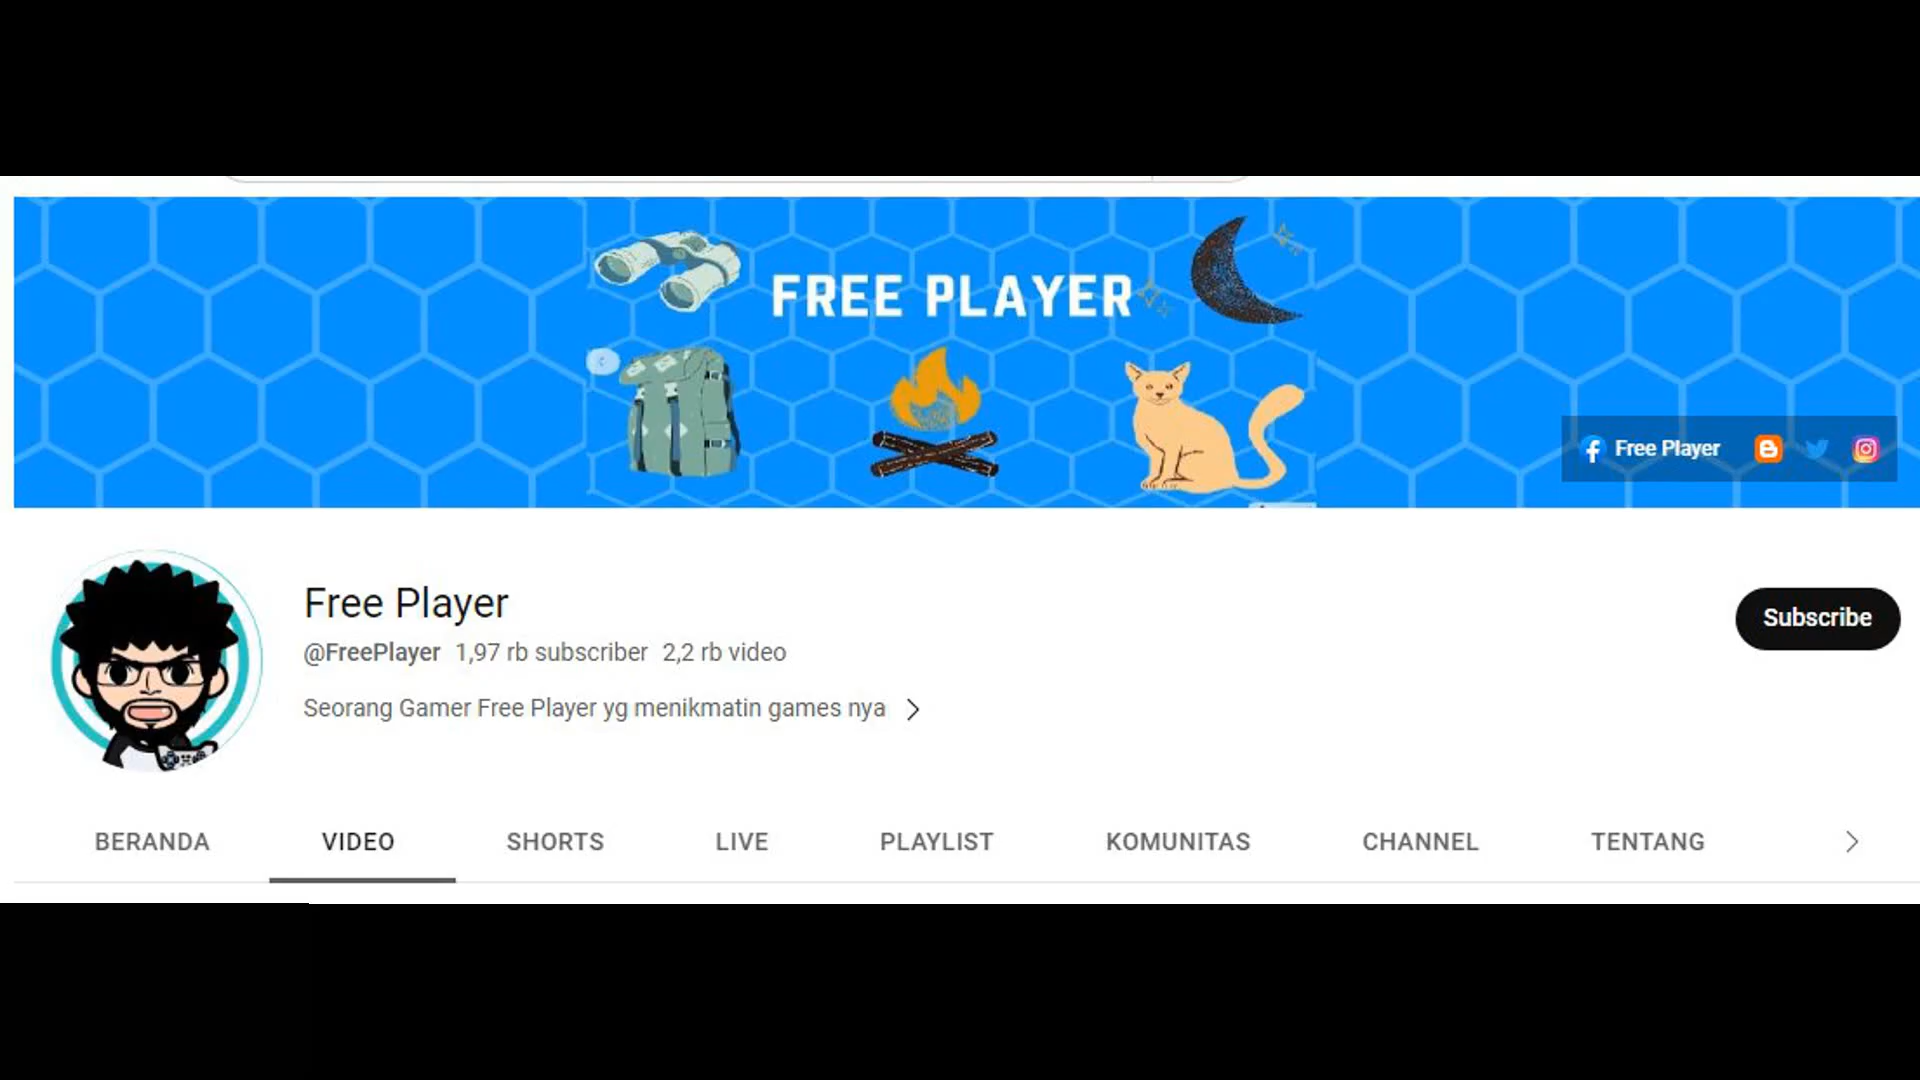 FREE PLAYER
Free Player
Free Player
@FreePlayer 1,97 rb subscriber 2,2 rb video
Subscribe
Seorang Gamer Free Player yg menikmatin games nya
BERANDA VIDEO SHORTS LIVE PLAYLIST KOMUNITAS CHANNEL TENTANG